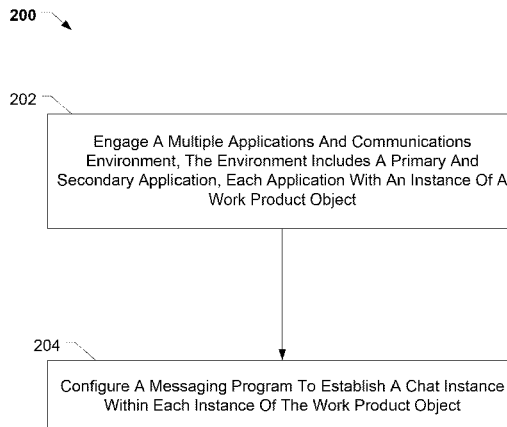 200
202
Engage A Multiple Applications And Communications
Environment, The Environment Includes A Primary And
Secondary Application, Each Application With An Instance Of A
Work Product Object
204
Configure A Messaging Program To Establish A Chat Instance
Within Each Instance Of The Work Product Object